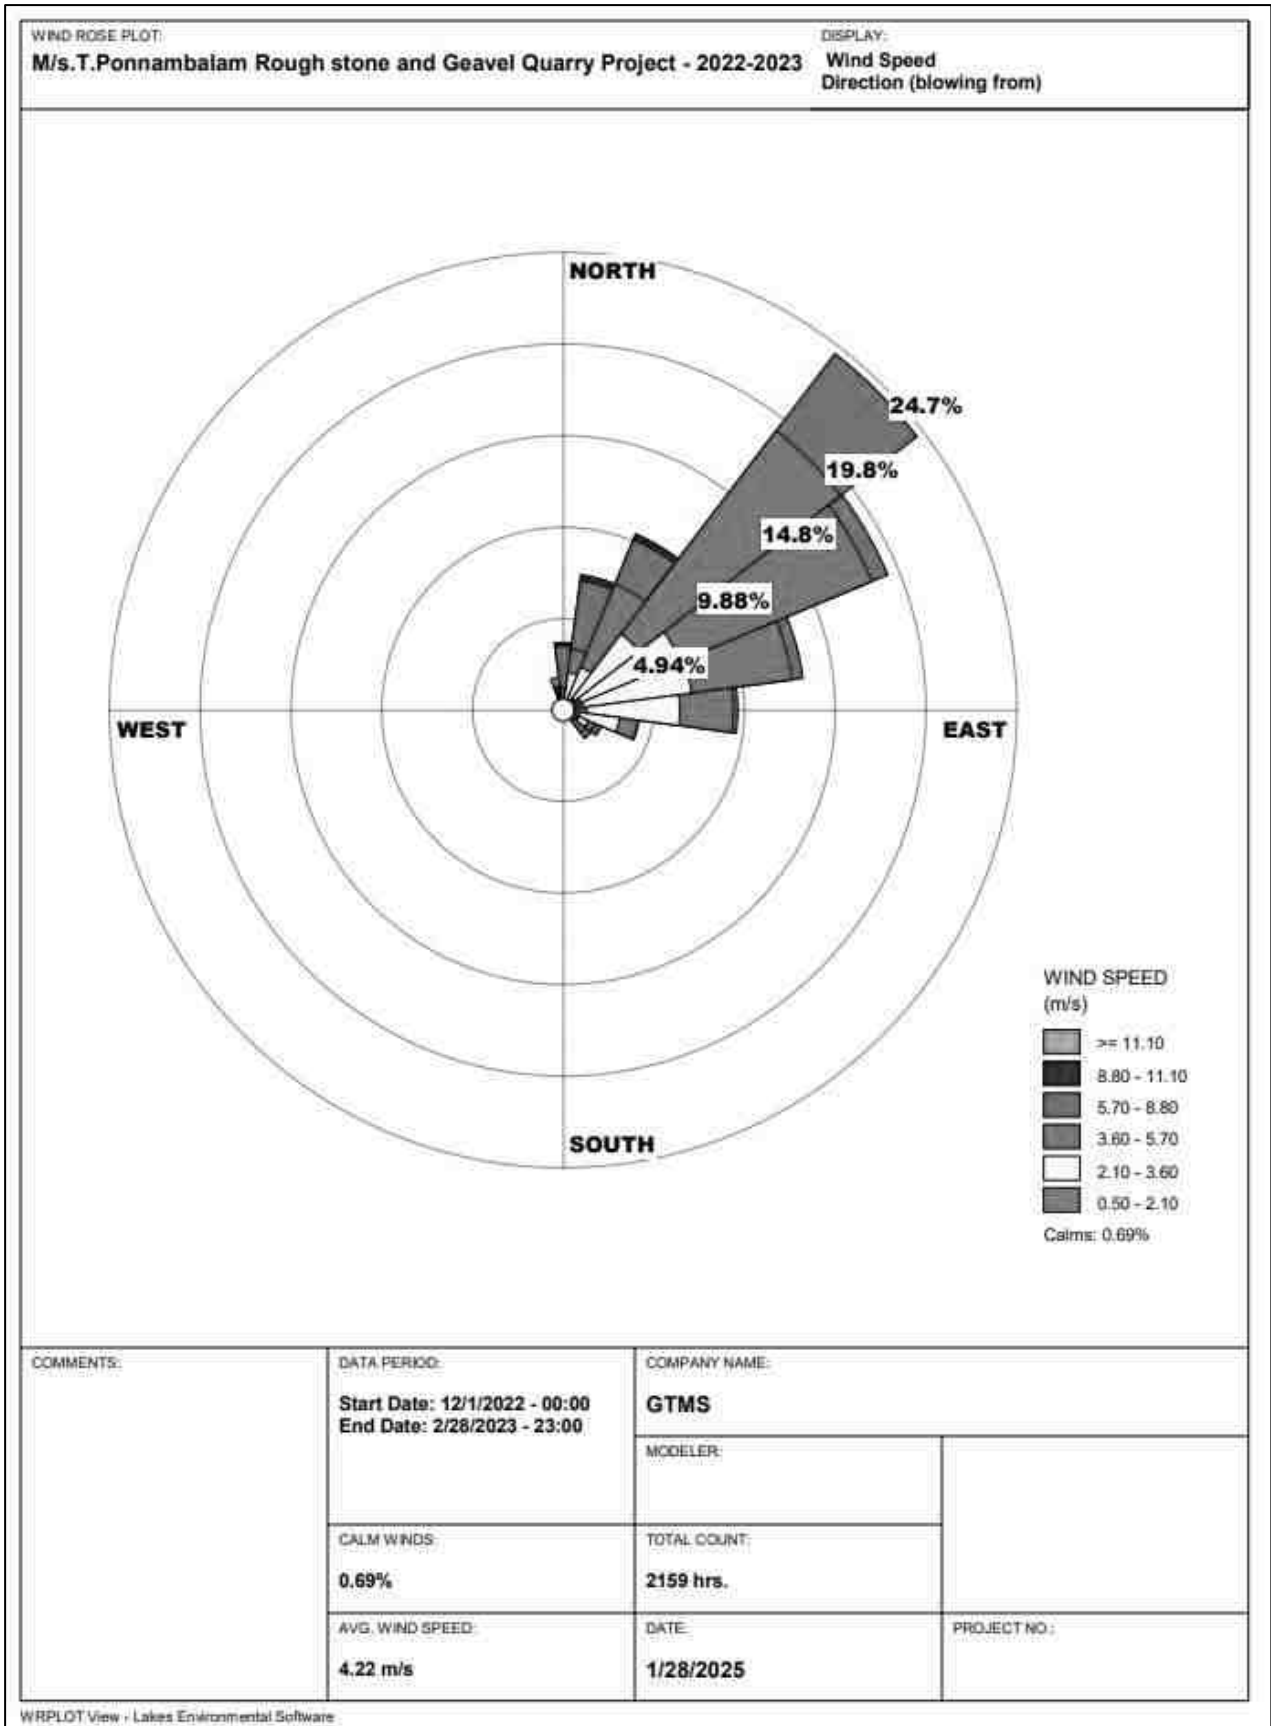 WIND ROSE PLOT:
M/s.T.Ponnambalam Rough stone and Geavel Quarry Project - 2022-2023
DISPLAY:
Wind Speed
Direction (blowing from)
NORTH
24.7%
19.8%
14.8%
9.88%
4.94%
WEST
EAST
SOUTH
WIND SPEED
(m/s)
>= 11.10
8.80 - 11.10
5.70 - 8.80
3.60 - 5.70
2.10 - 3.60
0.50 - 2.10
Calms: 0.69%
COMMENTS:
DATA PERIOD:
Start Date: 12/1/2022 - 00:00
End Date: 2/28/2023 - 23:00
COMPANY NAME:
GTMS
MODELER:
CALM WINDS:
0.69%
TOTAL COUNT:
2159 hrs.
AVG. WIND SPEED:
4.22 m/s
DATE:
1/28/2025
PROJECT NO.:
WRPLOT View - Lakes Environmental Software